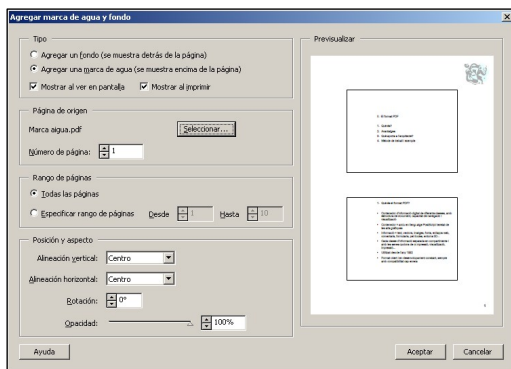 Agregar marca de agua y fondo
Tipo
Agregar un fondo (se muestra detrás de la página)
Agregar una marca de agua (se muestra encima de la página)
Mostrar al ver en pantalla Mostrar al imprimir
Página de origen
Marca aigua.pdf Seleccionar...
Número de página: 1
Rango de páginas
Todas las páginas
Especificar rango de páginas Desde 1 Hasta 10
Posición y aspecto
Alineación vertical: Centro
Alineación horizontal: Centro
Rotación: 0°
Opacidad: 100%
Previsualizar
Ayuda Aceptar Cancelar